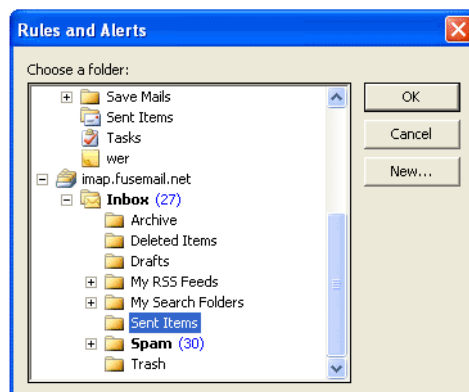 Rules and Alerts
Choose a folder:
Save Mails
Sent Items
Tasks
wer
imap.fusemail.net
Inbox (27)
Archive
Deleted Items
Drafts
My RSS Feeds
My Search Folders
Sent Items
Spam (30)
Trash
OK
Cancel
New...